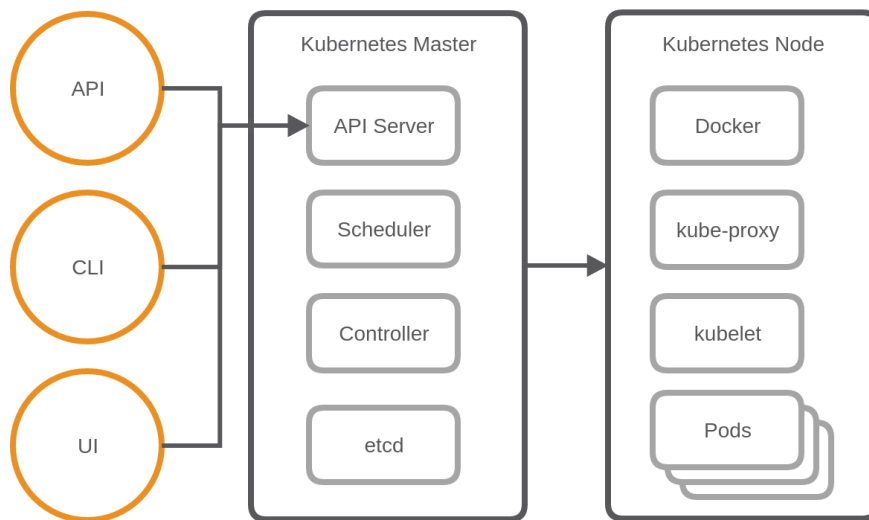 API
CLI
UI
Kubernetes Master
API Server
Scheduler
Controller
etcd
Kubernetes Node
Docker
kube-proxy
kubelet
Pods